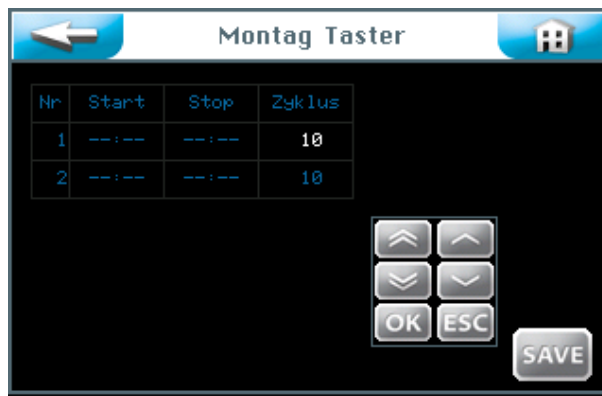 Montag Taster
Nr Start Stop Zyklus
1 --:-- --:-- 10
2 --:-- --:-- 10
OK ESC
SAVE